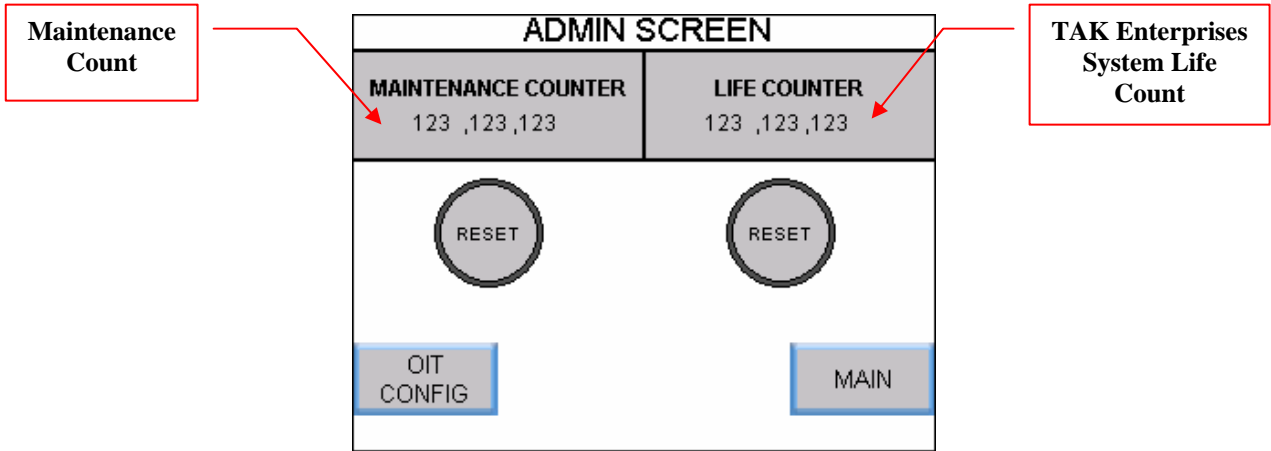 Maintenance
Count
ADMIN SCREEN
TAK Enterprises
System Life
Count
MAINTENANCE COUNTER
123 ,123,123
LIFE COUNTER
123 ,123,123
RESET
RESET
OIT
CONFIG
MAIN